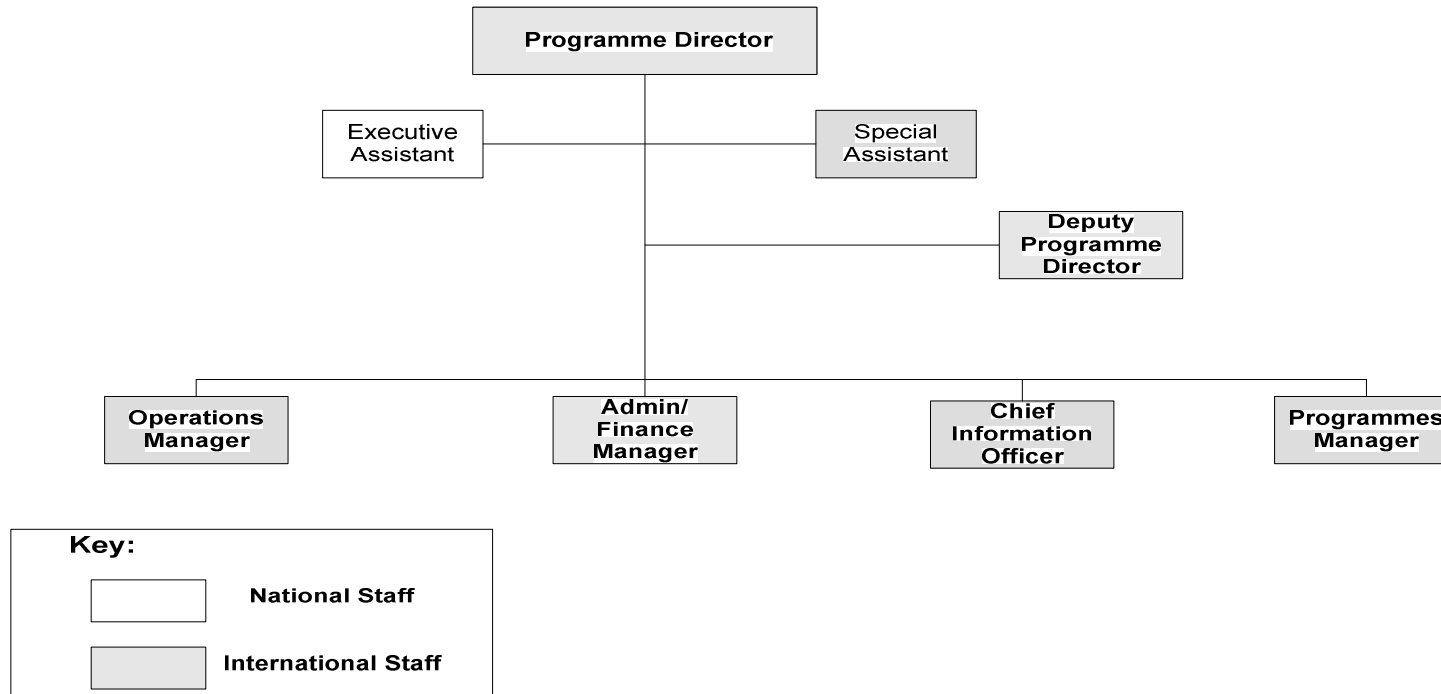 Programme Director
Executive
Assistant
Special
Assistant
Deputy
Programme
Director
Operations
Manager
Admin/
Finance
Manager
Chief
Information
Officer
Programmes
Manager
Key:
National Staff
International Staff